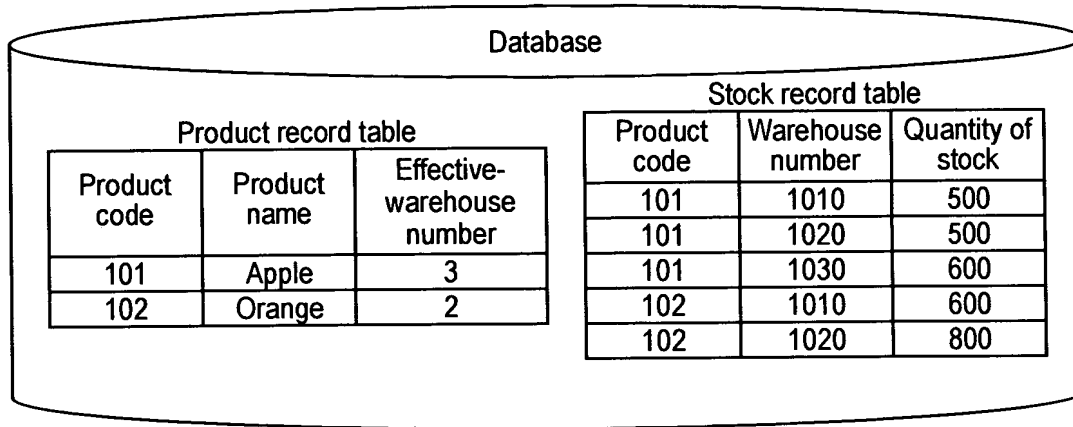 Database
Product record table
Product code Product name Effective-warehouse number
101 Apple 3
102 Orange 2
Stock record table
Product code Warehouse number Quantity of stock
101 1010 500
101 1020 500
101 1030 600
102 1010 600
102 1020 800